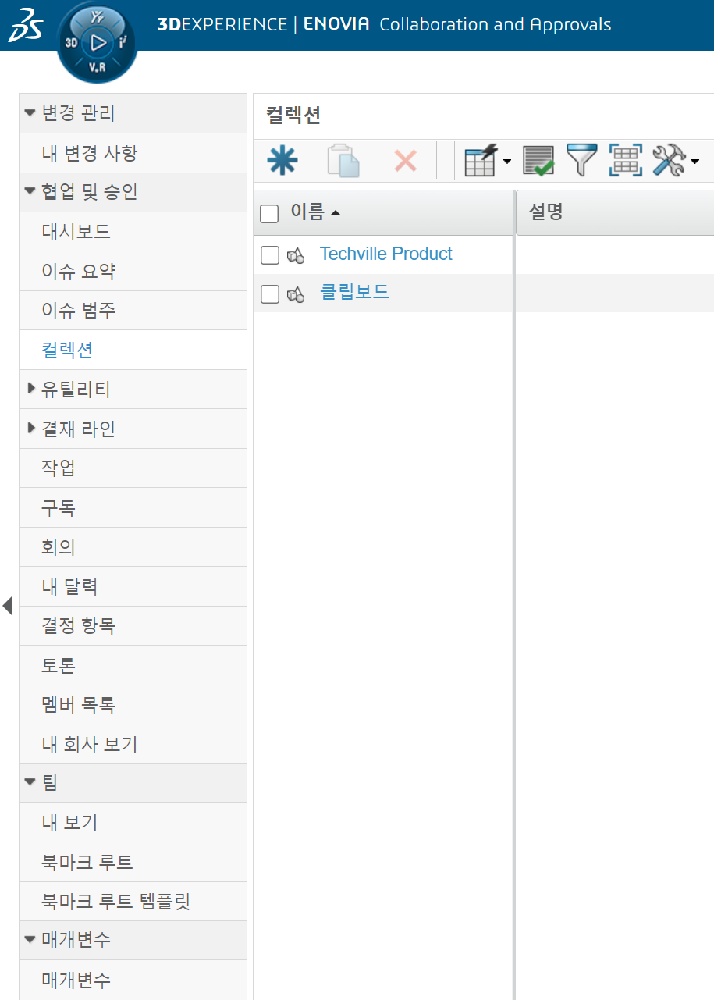 3DEXPERIENCE | ENOVIA Collaboration and Approvals
3D
V.R
변경 관리
내 변경 사항
협업 및 승인
대시보드
이슈 요약
이슈 범주
컬렉션
유틸리티
결재 라인
작업
구독
회의
내 달력
결정 항목
토론
멤버 목록
내 회사 보기
팀
내 보기
북마크 루트
북마크 루트 템플릿
매개변수
매개변수
컬렉션
이름
설명
Techville Product
클립보드